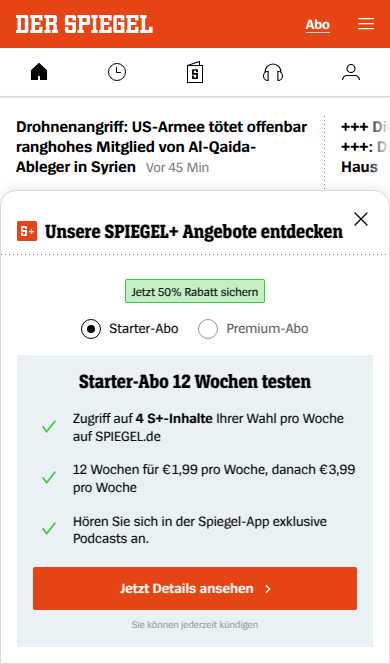 DER SPIEGEL
Abo
Drohnenangriff: US-Armee tötet offenbar
ranghohes Mitglied von Al-Qaida-
Ableger in Syrien Vor 45 Min
+++ Di
+++: D
Haus
S+ Unsere SPIEGEL+ Angebote entdecken
Jetzt 50% Rabatt sichern
Starter-Abo
Premium-Abo
Starter-Abo 12 Wochen testen
Zugriff auf 4 S+-Inhalte Ihrer Wahl pro Woche
auf SPIEGEL.de
12 Wochen für €1,99 pro Woche, danach €3,99
pro Woche
Hören Sie sich in der Spiegel-App exklusive
Podcasts an.
Jetzt Details ansehen
Sie können jederzeit kündigen